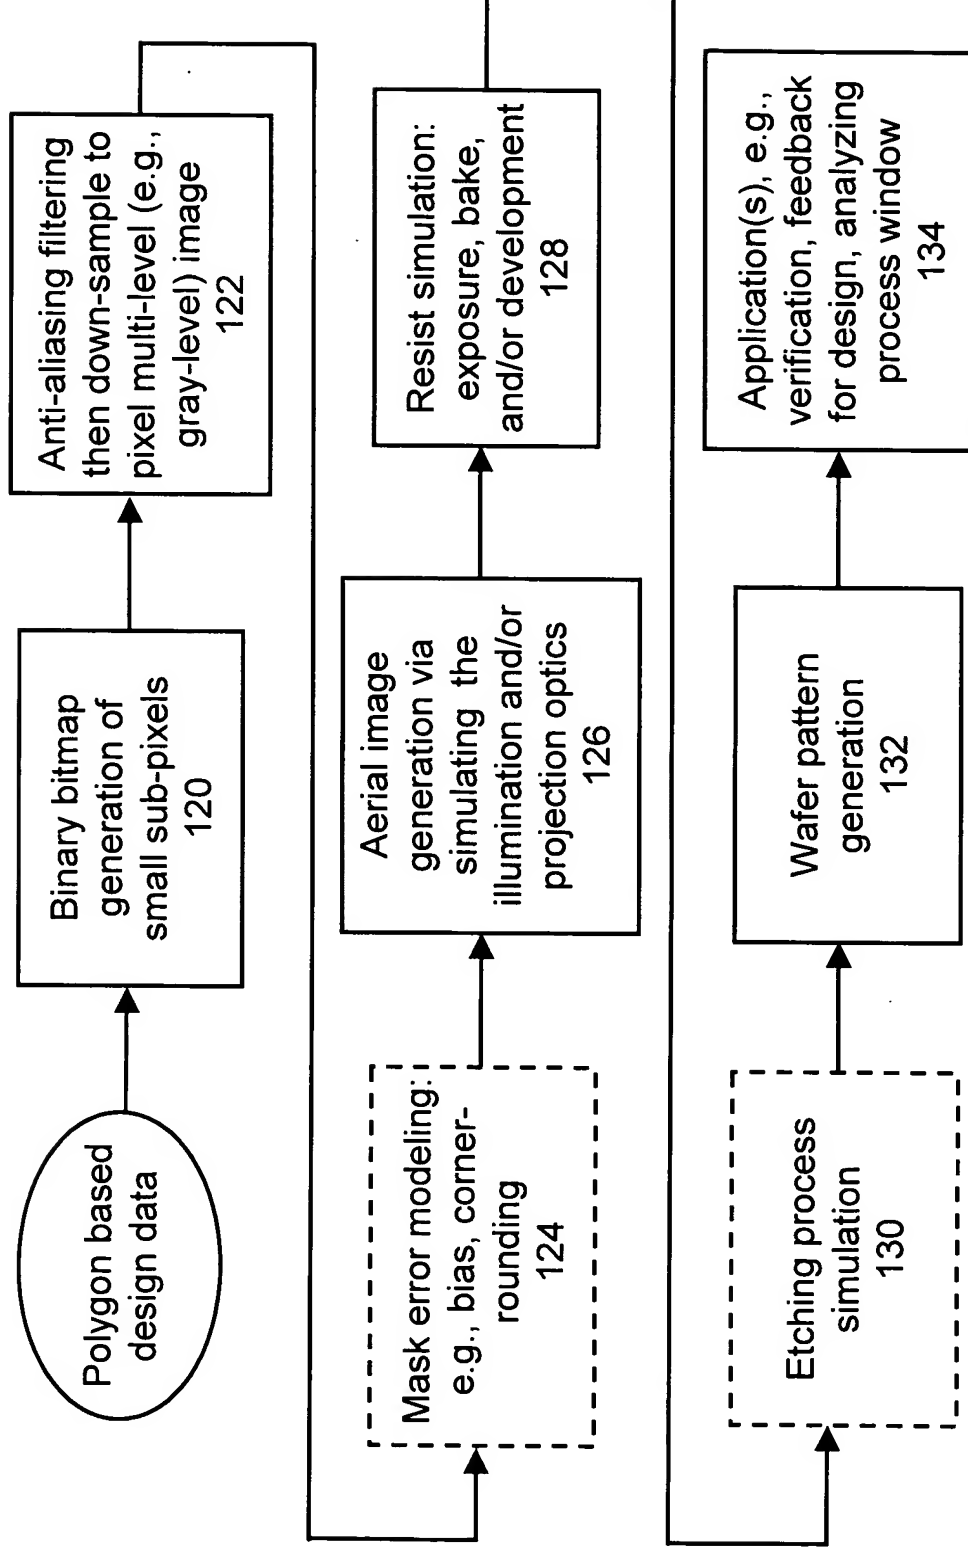 Polygon based
design data
Binary bitmap
generation of
small sub-pixels
120
Anti-aliasing filtering
then down-sample to
pixel multi-level (e.g.,
gray-level) image
122
Mask error modeling:
e.g., bias, corner-
rounding
124
Aerial image
generation via
simulating the
illumination and/or
projection optics
126
Resist simulation:
exposure, bake,
and/or development
128
Etching process
simulation
130
Wafer pattern
generation
132
Application(s), e.g.,
verification, feedback
for design, analyzing
process window
134